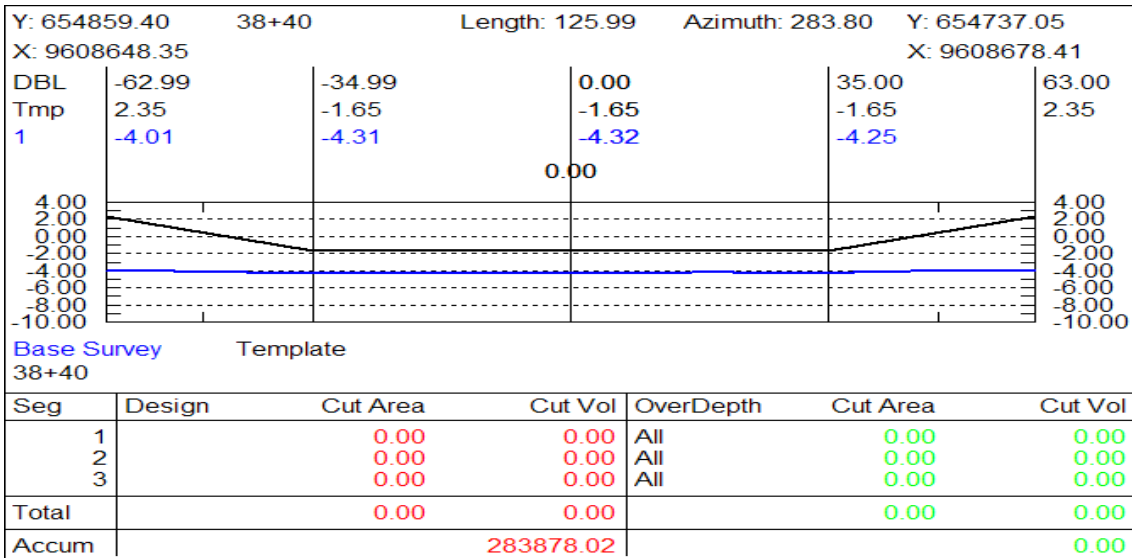 Y: 654859.40 38+40 Length: 125.99 Azimuth: 283.80 Y: 654737.05
X: 9608648.35 X: 9608678.41
DBL -62.99 -34.99 0.00 35.00 63.00
Tmp 2.35 -1.65 -1.65 -1.65 2.35
1 -4.01 -4.31 -4.32 -4.25
0.00
4.00 4.00
2.00 2.00
0.00 0.00
-2.00 -2.00
-4.00 -4.00
-6.00 -6.00
-8.00 -8.00
-10.00 -10.00
Base Survey Template
38+40
Seg Design Cut Area Cut Vol OverDepth Cut Area Cut Vol
1 0.00 0.00 All 0.00 0.00
2 0.00 0.00 All 0.00 0.00
3 0.00 0.00 All 0.00 0.00
Total 0.00 0.00 0.00 0.00
Accum 283878.02 0.00